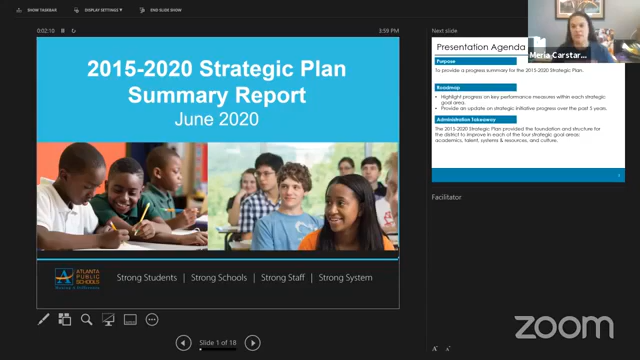 SHOW TASKBAR
DISPLAY SETTINGS ▼
END SLIDE SHOW
0:02:10
3:59 PM
2015-2020 Strategic Plan
Summary Report
June 2020
ATLANTA
PUBLIC
SCHOOLS
Strong Students | Strong Schools | Strong Staff | Strong System
Slide 1 of 18
Next slide
Presentation Agenda
Purpose
To provide a progress summary for the 2015-2020 Strategic Plan.
Roadmap
• Highlight progress on key performance measures within each strategic
goal area.
• Provide an update on strategic initiative progress over the past 5 years.
Administration Takeaway
The 2015-2020 Strategic Plan provided the foundation and structure for
the district to improve in each of the four strategic goal areas:
academics, talent, systems & resources, and culture.
Meria Carstar...
Facilitator
zoom